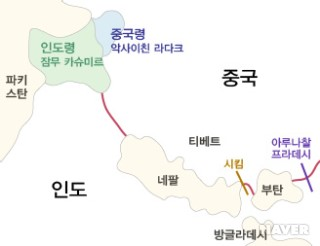 중국령
악사이친 라다크
인도령
잠무 카슈미르
중국
파키
스탄
티베트
아루나찰
프라데시
시킴
네팔
부탄
인도
방글라데시
NAVER